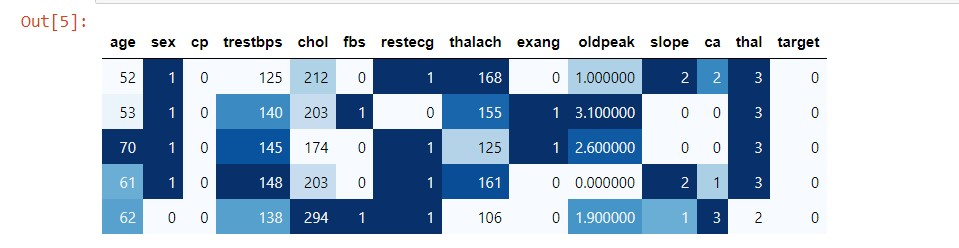 Out[5]:
age sex cp trestbps chol fbs restecg thalach exang oldpeak slope ca thal target
52 1 0 125 212 0 1 168 0 1.000000 2 2 3 0
53 1 0 140 203 1 0 155 1 3.100000 0 0 3 0
70 1 0 145 174 0 1 125 1 2.600000 0 0 3 0
61 1 0 148 203 0 1 161 0 0.000000 2 1 3 0
62 0 0 138 294 1 1 106 0 1.900000 1 3 2 0